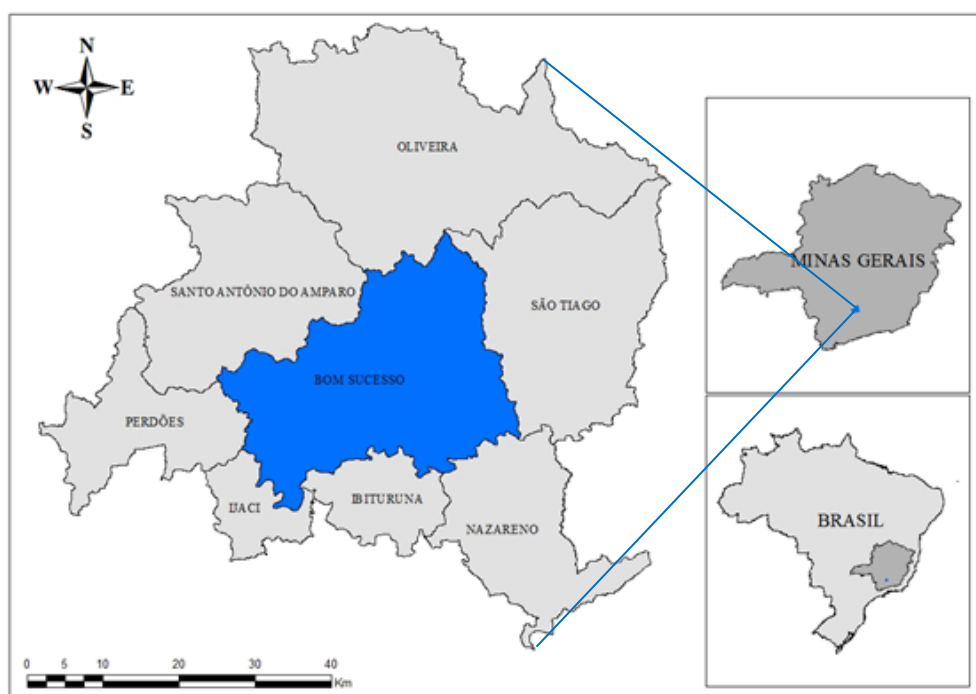 N
W E
S
OLIVEIRA
MINAS GERAIS
SANTO ANTÔNIO DO AMPARO
SÃO TIAGO
BOM SUCESSO
PERDÕES
IJACI
IBITURUNA
NAZARENO
BRASIL
0 5 10 20 30 40
Km